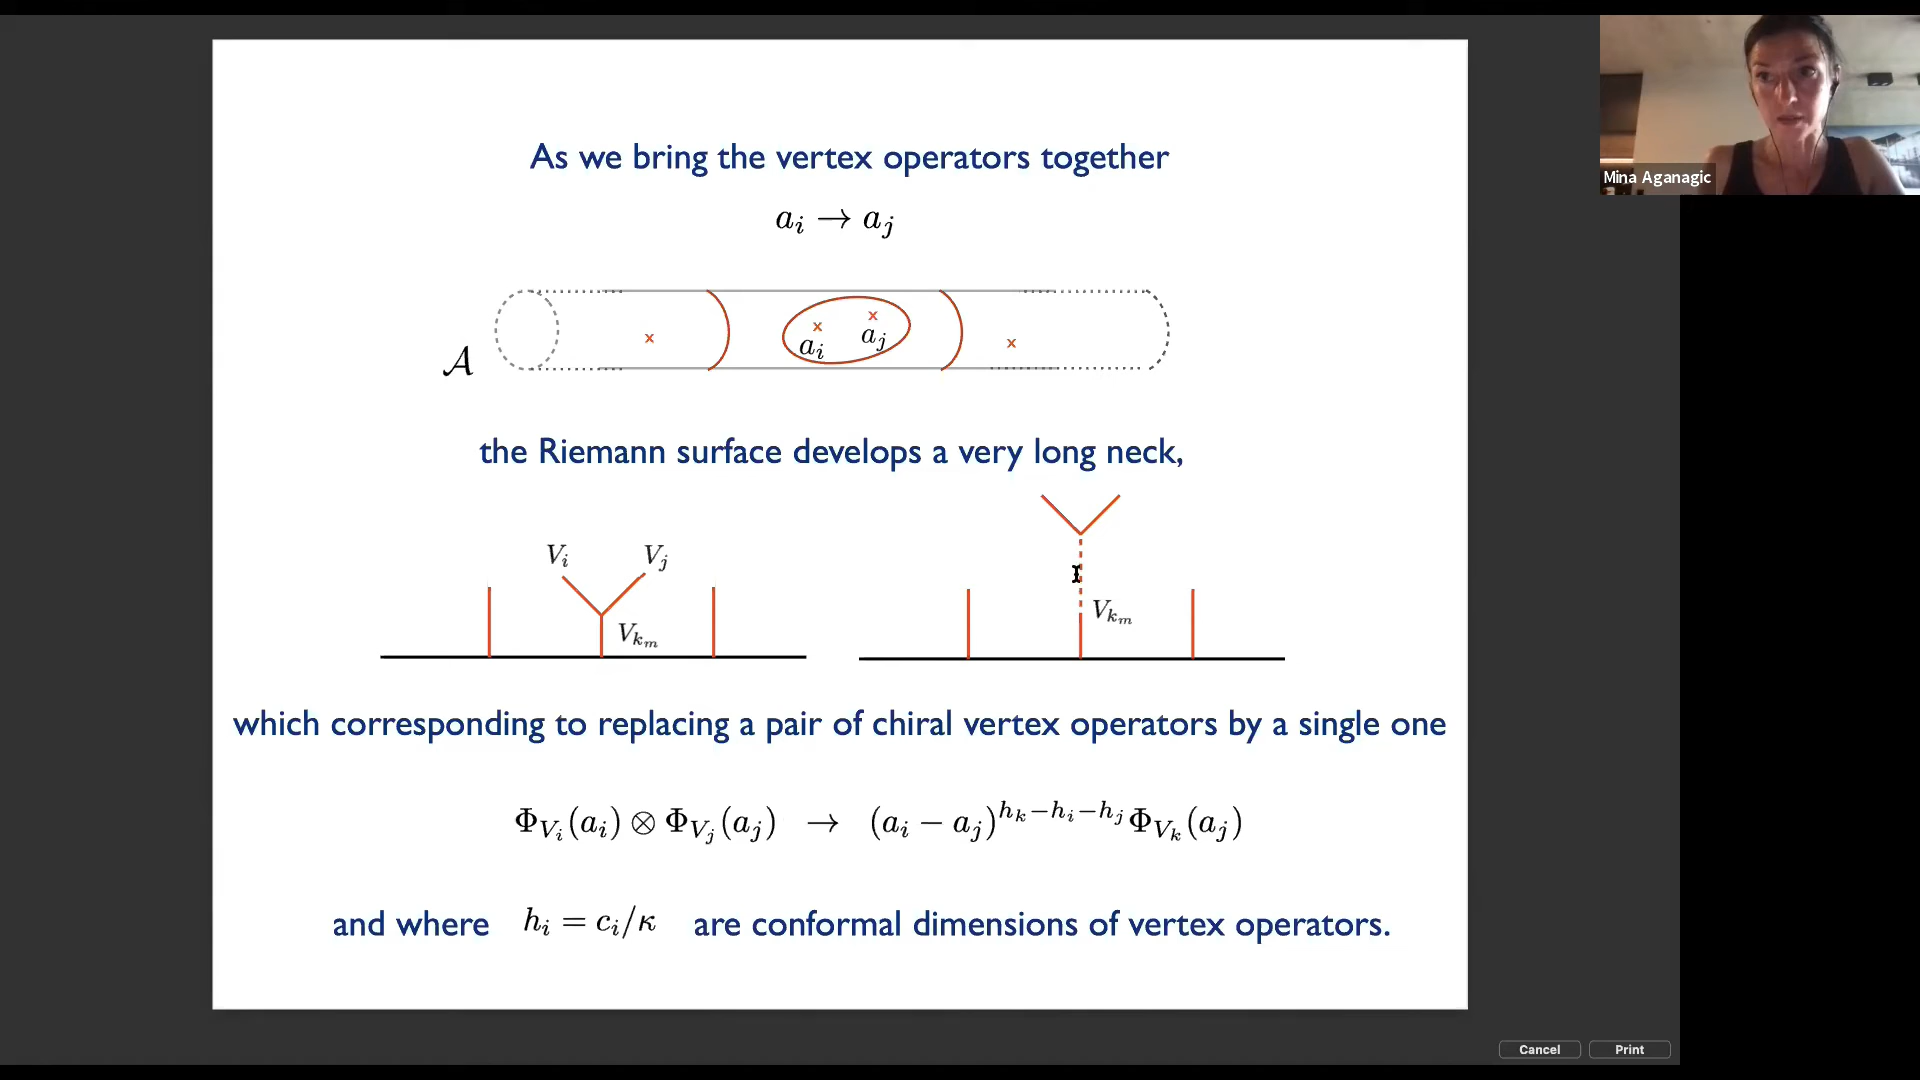 As we bring the vertex operators together
a_i → a_j
x x x x
a_i a_j
𝒜
the Riemann surface develops a very long neck,
V_i V_j
V_{k_m} V_{k_m}
which corresponding to replacing a pair of chiral vertex operators by a single one
Φ_{V_i}(a_i) ⊗ Φ_{V_j}(a_j) → (a_i − a_j)^{h_k−h_i−h_j} Φ_{V_k}(a_j)
and where h_i = c_i/κ are conformal dimensions of vertex operators.
Mina Aganagic
Cancel Print